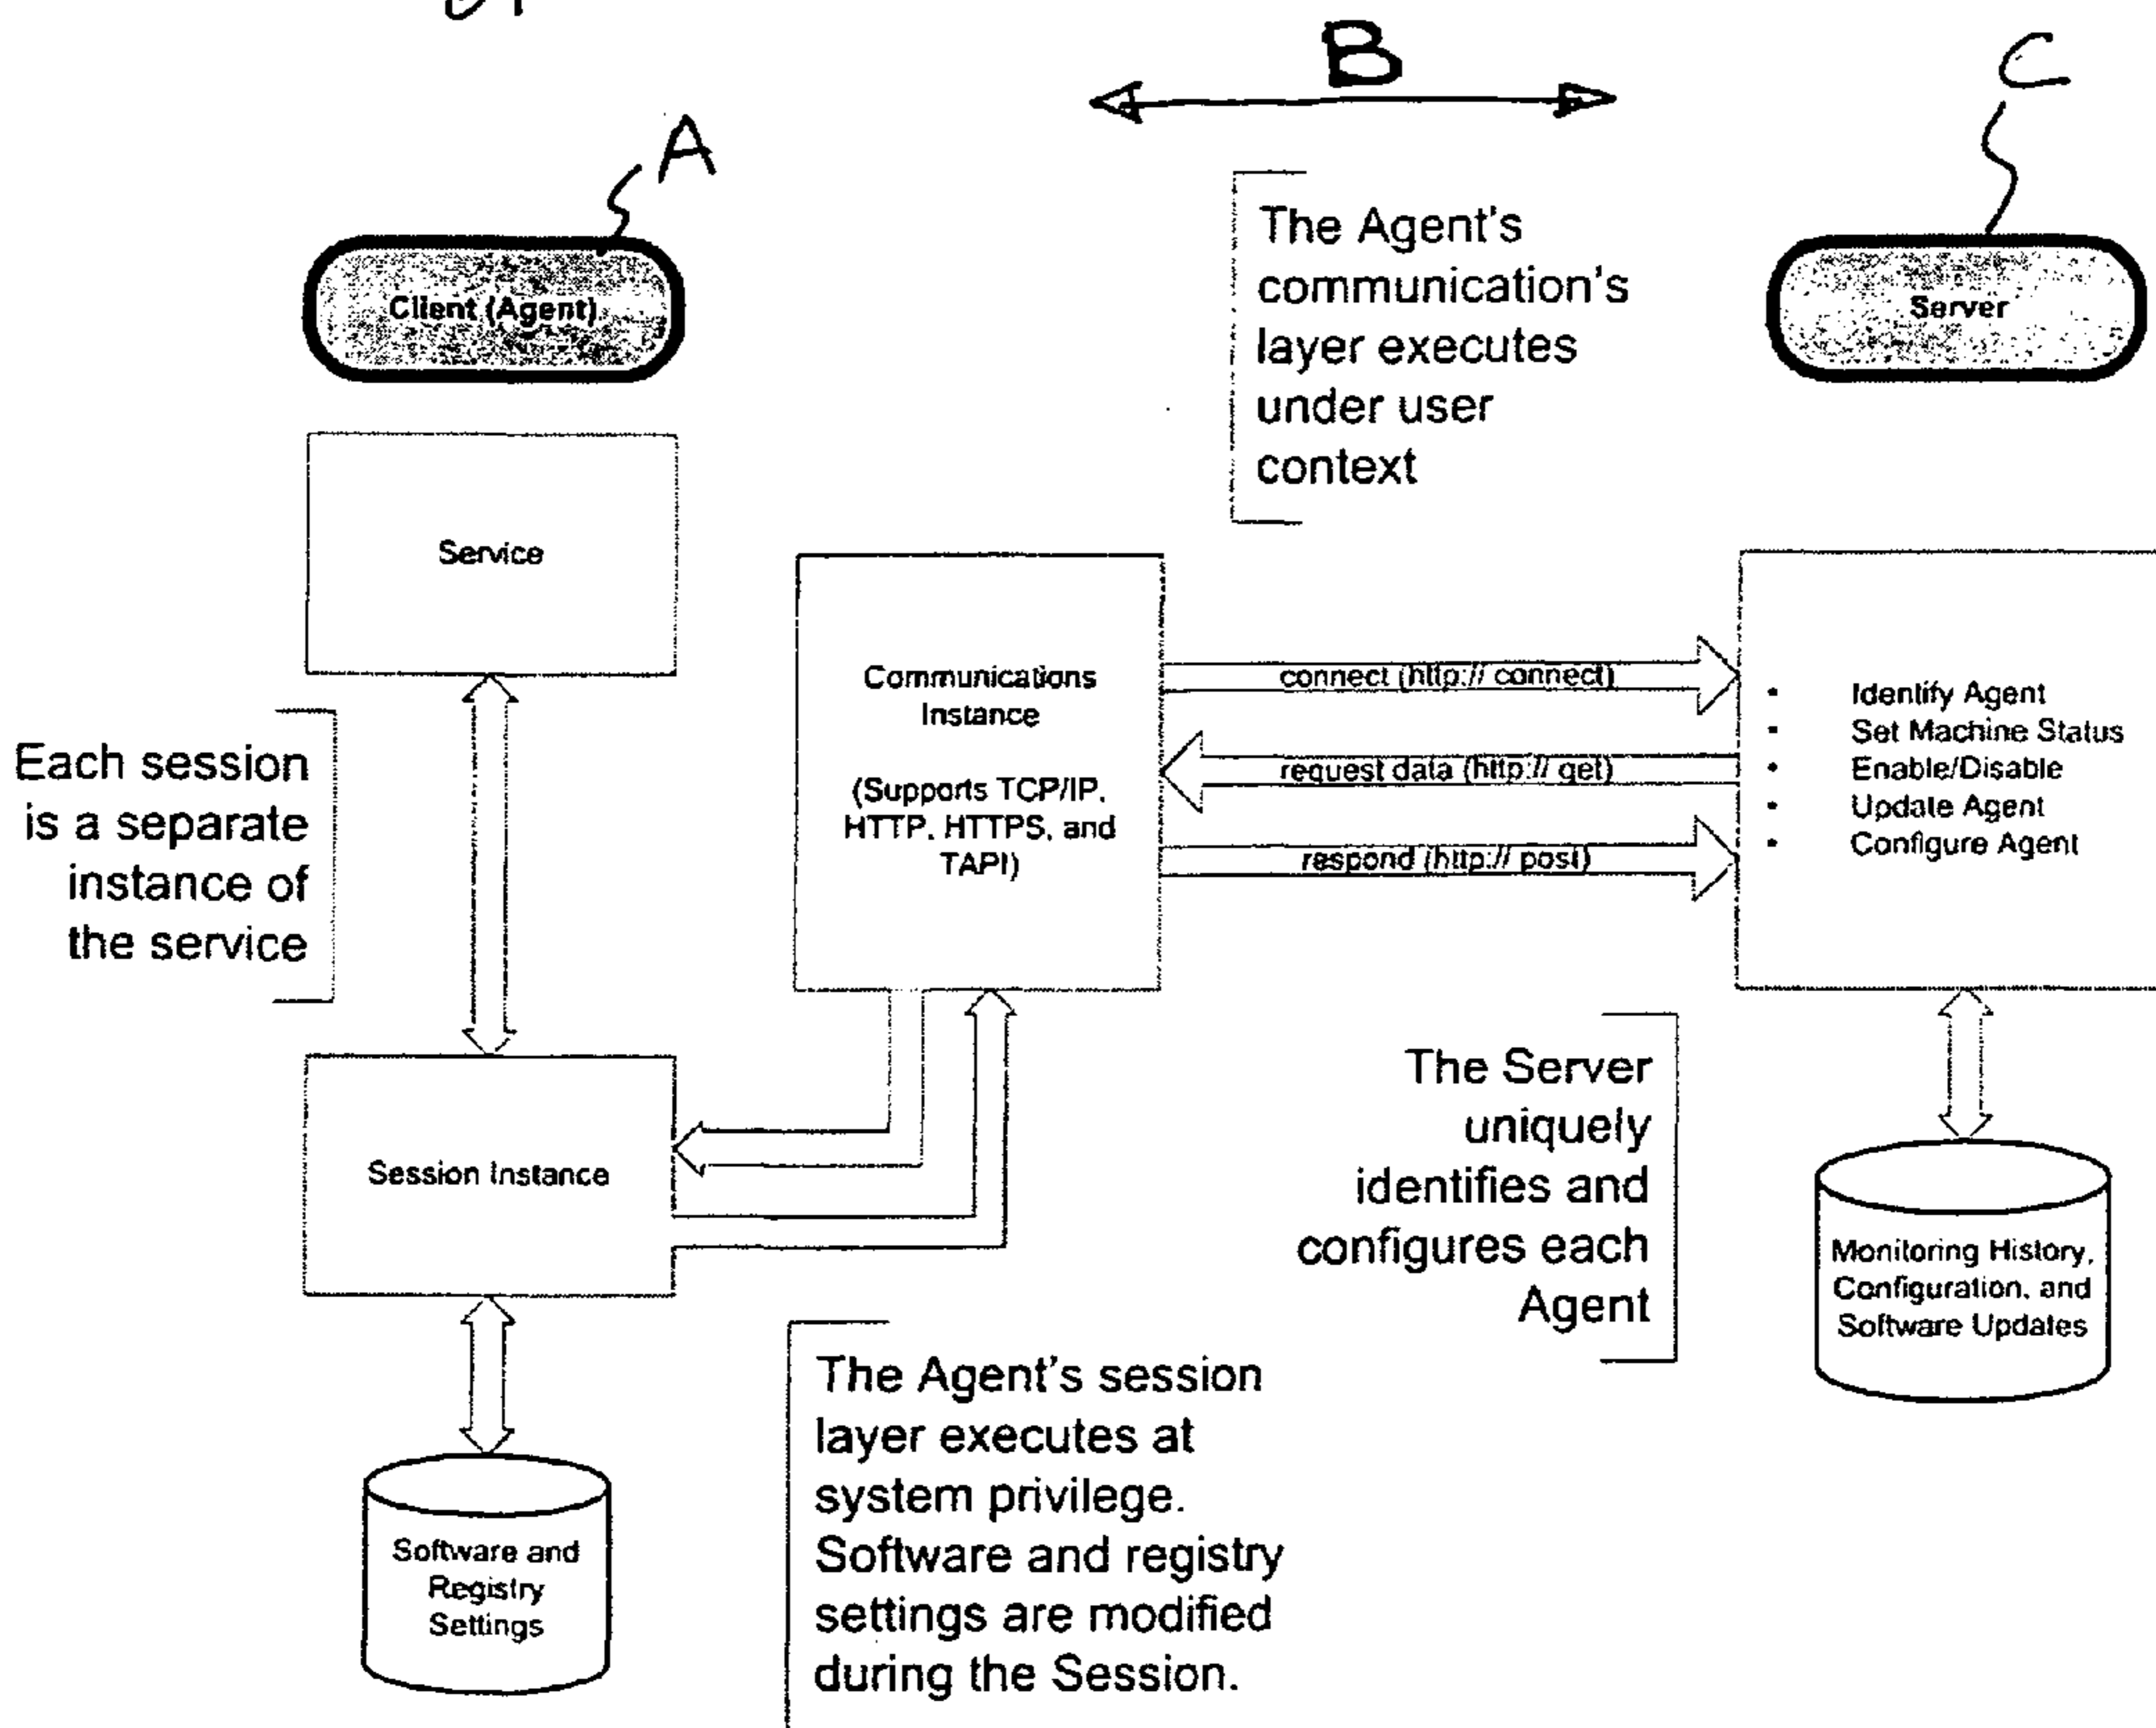 B
C
A
Client (Agent)
The Agent's
communication's
layer executes
under user
context
Server
Service
Communications
Instance
(Supports TCP/IP,
HTTP, HTTPS, and
TAPI)
connect (http:// connect)
request data (http:// get)
respond (http:// post)
• Identify Agent
• Set Machine Status
• Enable/Disable
• Update Agent
• Configure Agent
Each session
is a separate
instance of
the service
Session Instance
The Server
uniquely
identifies and
configures each
Agent
Monitoring History,
Configuration, and
Software Updates
Software and
Registry
Settings
The Agent's session
layer executes at
system privilege.
Software and registry
settings are modified
during the Session.